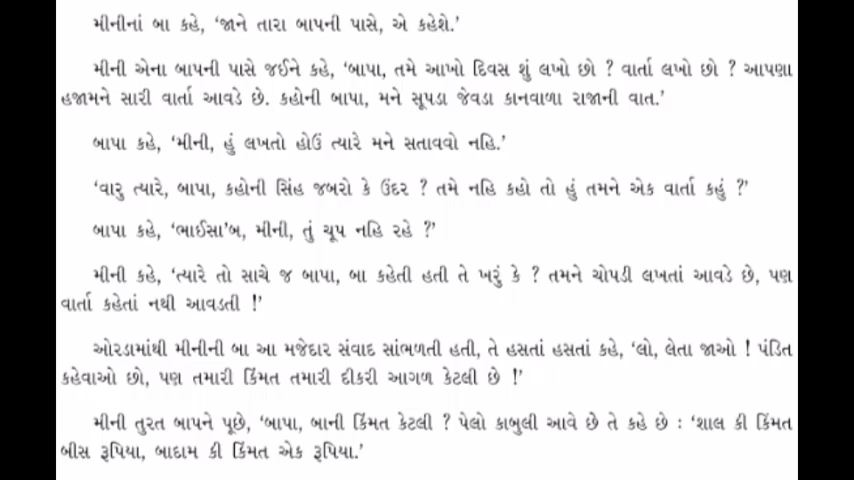 મીનીનાં બા કહે, ‘જાને તારા બાપની પાસે, એ કહેશે.’
મીની એના બાપની પાસે જઈને કહે, ‘બાપા, તમે આખો દિવસ શું લખો છો ? વાર્તા લખો છો ? આપણા
હજામને સારી વાર્તા આવડે છે. કહોની બાપા, મને સૂપડા જેવડા કાનવાળા રાજાની વાત.’
બાપા કહે, ‘મીની, હું લખતો હોઉં ત્યારે મને સતાવવો નહિ.’
‘વારુ ત્યારે, બાપા, કહોની સિંહ જબરો કે ઉંદર ? તમે નહિ કહો તો હું તમને એક વાર્તા કહું ?’
બાપા કહે, ‘ભાઈસા’બ, મીની, તું ચૂપ નહિ રહે ?’
મીની કહે, ‘ત્યારે તો સાચે જ બાપા, બા કહેતી હતી તે ખરું કે ? તમને ચોપડી લખતાં આવડે છે, પણ
વાર્તા કહેતાં નથી આવડતી !’
ઓરડામાંથી મીનીની બા આ મજેદાર સંવાદ સાંભળતી હતી, તે હસતાં હસતાં કહે, ‘લો, લેતા જાઓ ! પંડિત
કહેવાઓ છો, પણ તમારી કિંમત તમારી દીકરી આગળ કેટલી છે !’
મીની તુરત બાપને પૂછે, ‘બાપા, બાની કિંમત કેટલી ? પેલો કાબુલી આવે છે તે કહે છે : ‘શાલ કી કિંમત
બીસ રૂપિયા, બાદામ કી કિંમત એક રૂપિયા.’